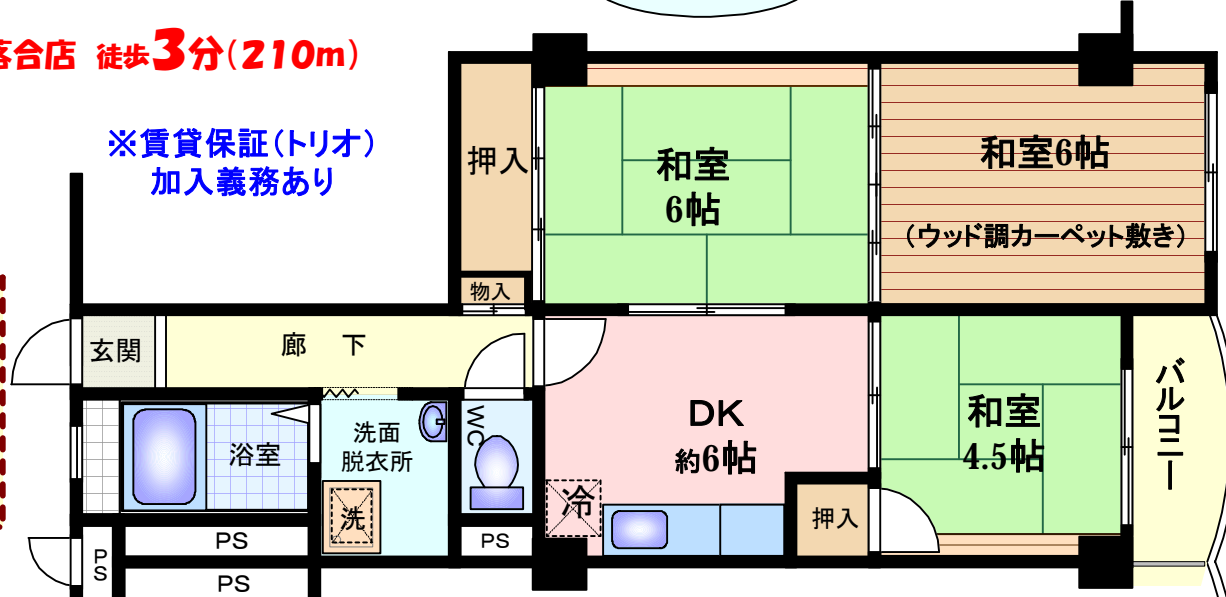 落合店 徒歩3分(210m)
※賃貸保証(トリオ)
加入義務あり
押入
和室
6帖
和室6帖
(ウッド調カーペット敷き)
物入
玄関
廊 下
バルコニー
浴室
洗面
脱衣所
WC
DK
約6帖
和室
4.5帖
冷
洗
押入
PS
PS
PS
PS